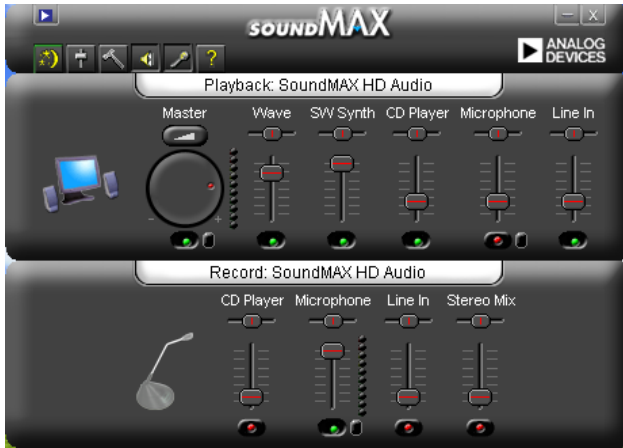 SOUNDMAX
- X
?
ANALOG
DEVICES
Playback: SoundMAX HD Audio
Master Wave SW Synth CD Player Microphone Line In
- +
Record: SoundMAX HD Audio
CD Player Microphone Line In Stereo Mix